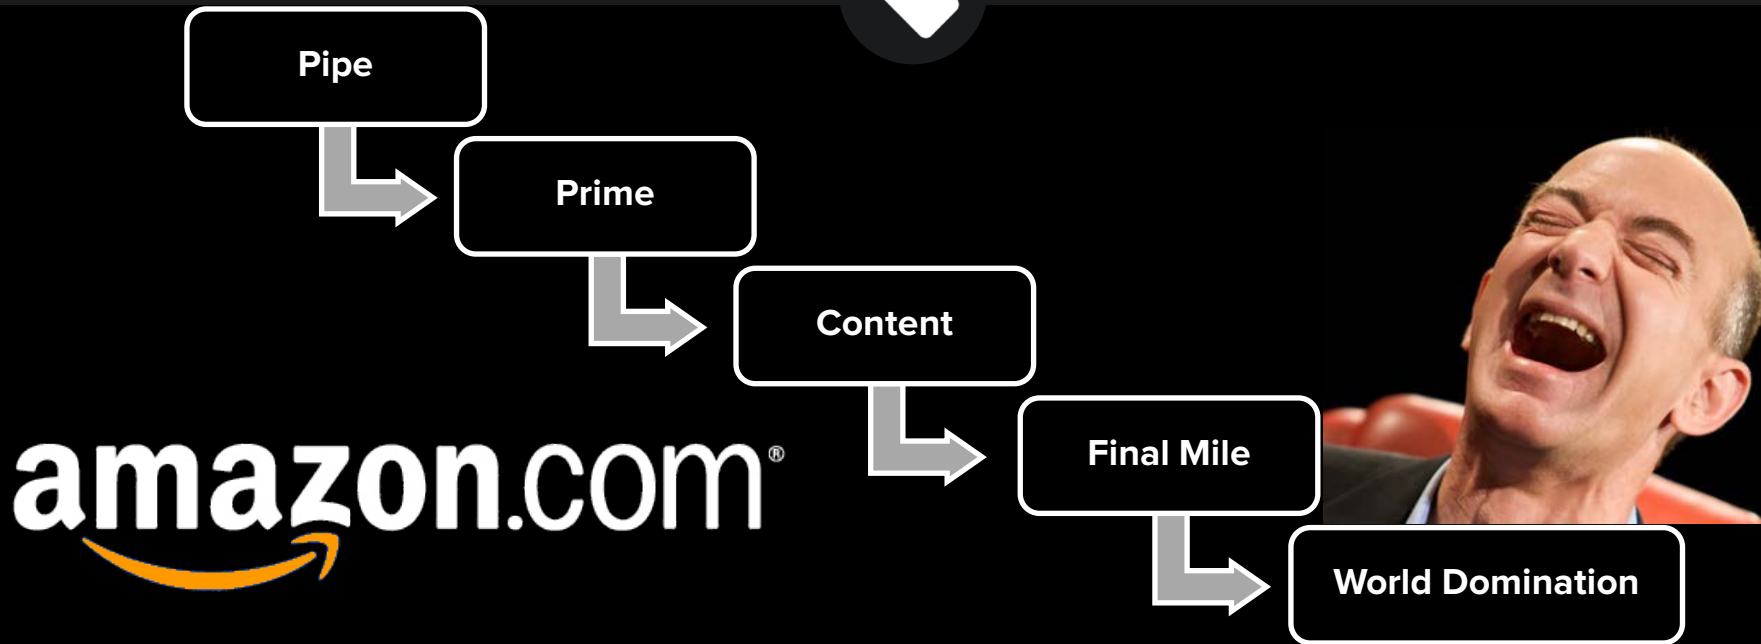 Pipe
Prime
Content
Final Mile
amazon.com®
World Domination